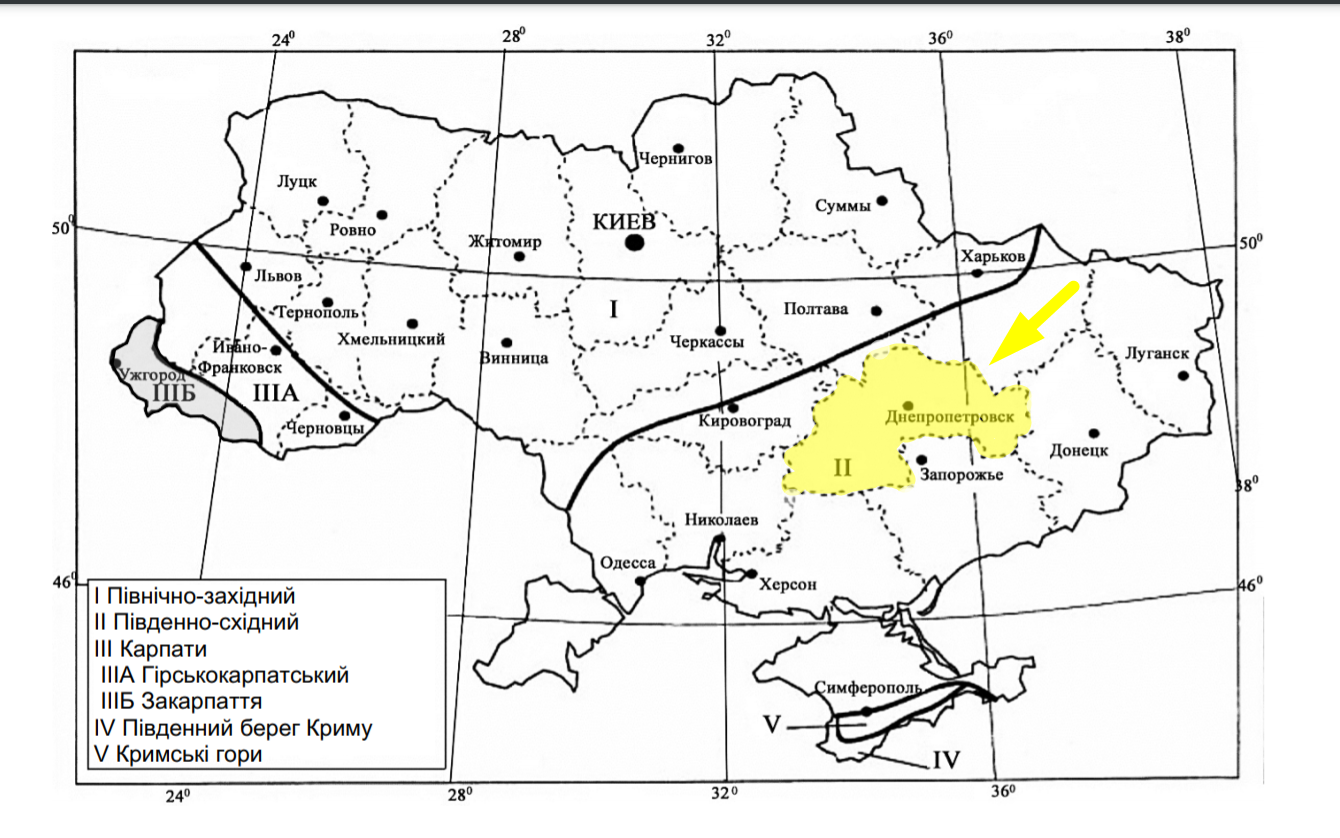 24⁰ 28⁰ 32⁰ 36⁰ 38⁰
Чернигов
Луцк
Суммы
Ровно
КИЕВ
50⁰
Житомир
50⁰
Харьков
Львов
Тернополь
I
Полтава
Хмельницкий
Черкассы
Ивано-
Франковск
Винница
Луганск
Ужгород
IIIБ
IIIА
Черновцы
Кировоград
Днепропетровск
Донецк
II
Запорожье
38⁰
Николаев
Одесса
Херсон
46⁰
46⁰
I Північно-західний
II Південно-східний
III Карпати
IIIА Гірськокарпатський
IIIБ Закарпаття
IV Південний берег Криму
V Кримські гори
Симферополь
V
IV
24⁰ 28⁰ 32⁰ 36⁰